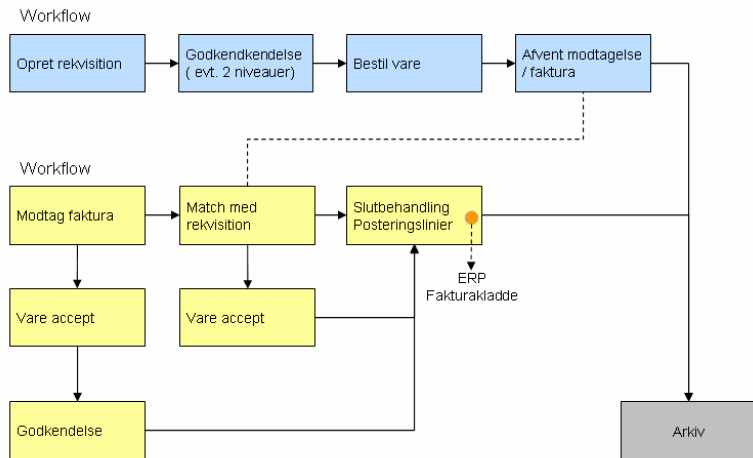 Workflow
Opret rekvisition
Godkendkendelse
( evt. 2 niveauer)
Bestil vare
Afvent modtagelse
/ faktura
Workflow
Modtag faktura
Match med
rekvisition
Slutbehandling
Posteringslinier
ERP
Fakturakladde
Vare accept
Vare accept
Godkendelse
Arkiv